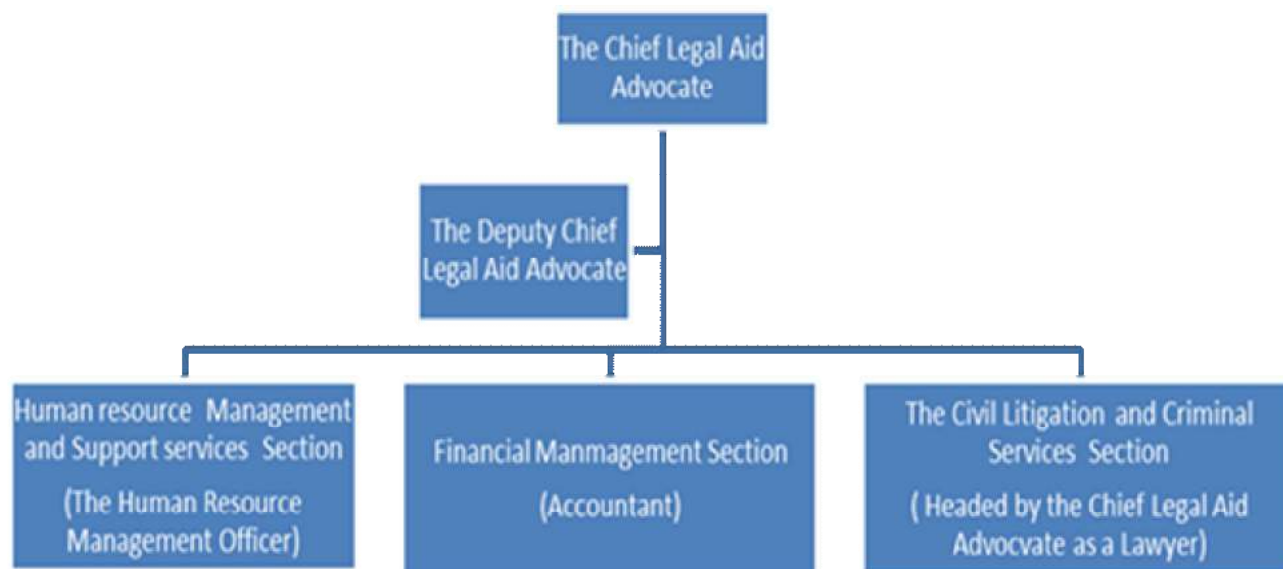 The Chief Legal Aid
Advocate
The Deputy Chief
Legal Aid Advocate
Human resource Management
and Support services Section
(The Human Resource
Management Officer)
Financial Manmagement Section
(Accountant)
The Civil Litigation and Criminal
Services Section
( Headed by the Chief Legal Aid
Advocvate as a Lawyer)